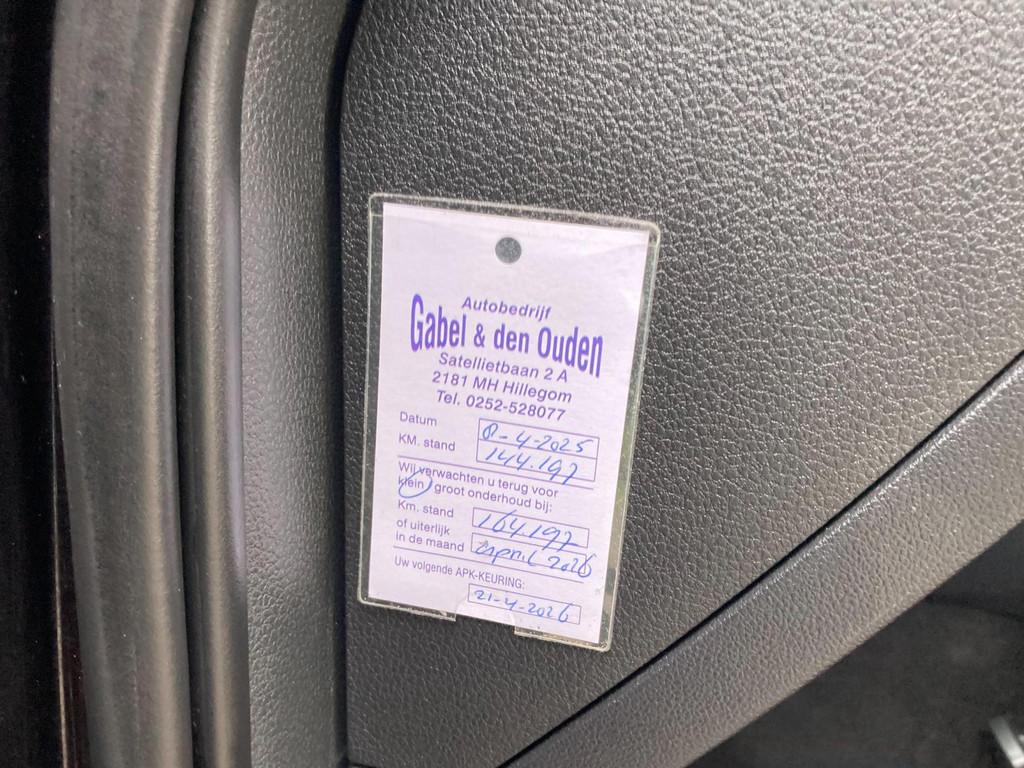 Autobedrijf
Gabel & den Ouden
Satellietbaan 2 A
2181 MH Hillegom
Tel. 0252-528077
Datum 8-4-2025
KM. stand 144.197
Wij verwachten u terug voor
klein groot onderhoud bij:
Km. stand 164.197
of uiterlijk
in de maand april 2026
Uw volgende APK-KEURING:
21-4-2026